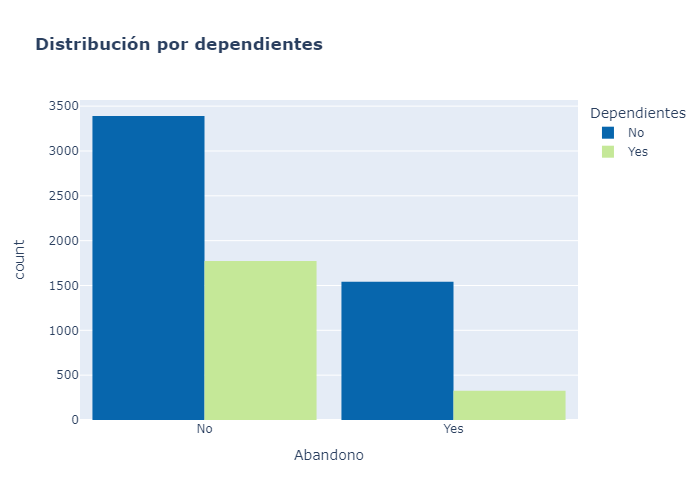 Distribución por dependientes
3500
3000
2500
2000
1500
1000
500
0
count
No
Yes
Abandono
Dependientes
No
Yes